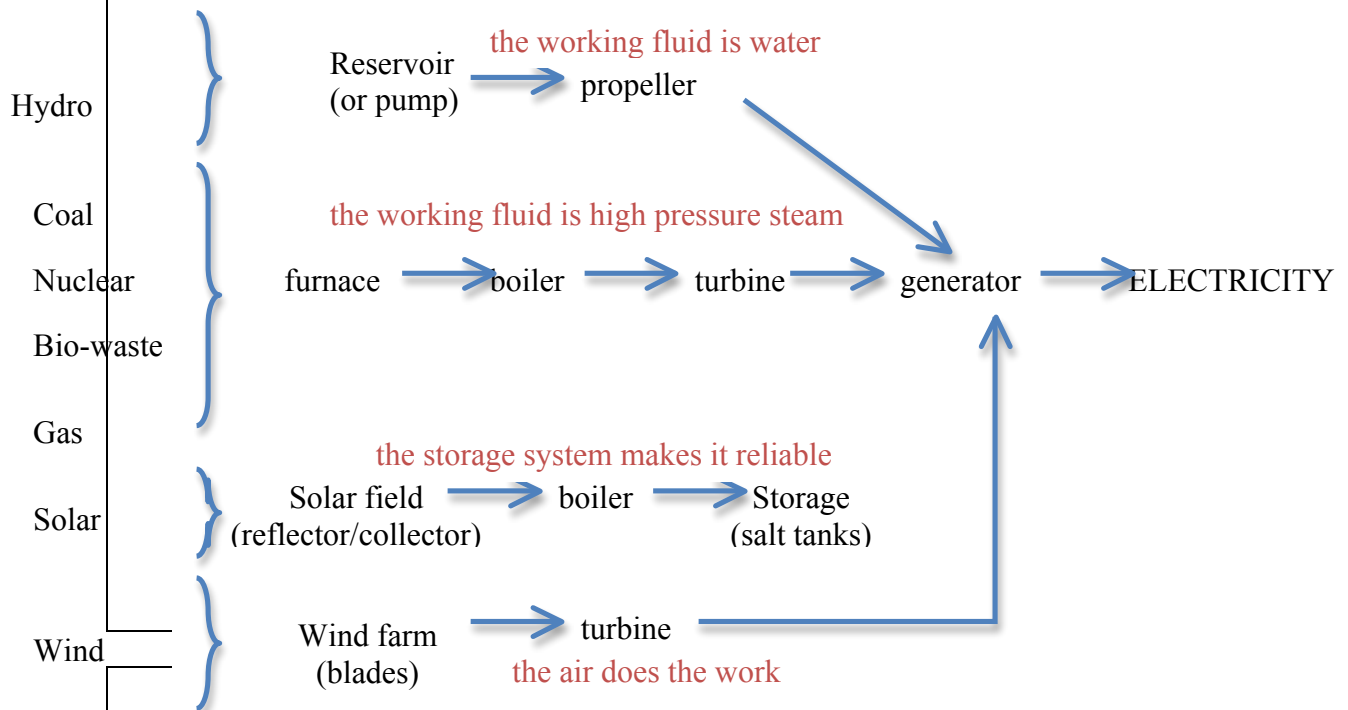 the working fluid is water
Hydro
Reservoir
(or pump)
propeller
Coal
Nuclear
Bio-waste
Gas
the working fluid is high pressure steam
furnace
boiler
turbine
generator
ELECTRICITY
the storage system makes it reliable
Solar
Solar field
(reflector/collector)
boiler
Storage
(salt tanks)
Wind
Wind farm
(blades)
turbine
the air does the work